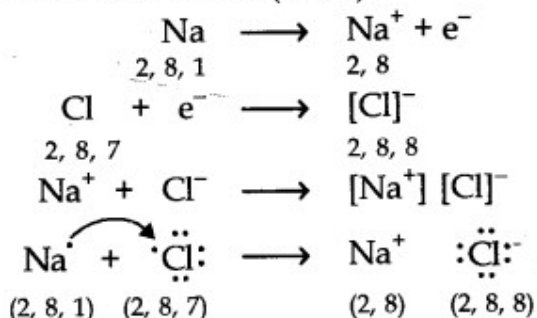 Na ⟶ Na⁺ + e⁻
2, 8, 1 2, 8
Cl + e⁻ ⟶ [Cl]⁻
2, 8, 7 2, 8, 8
Na⁺ + Cl⁻ ⟶ [Na⁺] [Cl]⁻
Na• + •Cl: ⟶ Na⁺ :Cl:⁻
(2, 8, 1) (2, 8, 7) (2, 8) (2, 8, 8)